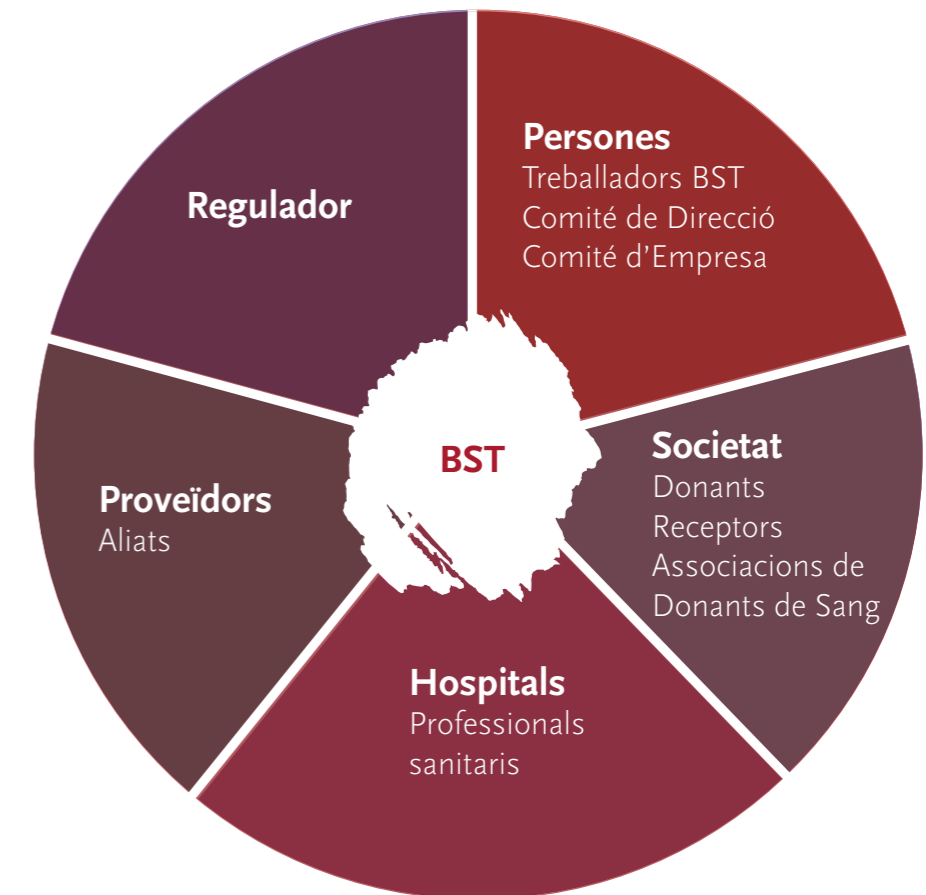 Persones
Treballadors BST
Comité de Direcció
Comité d’Empresa
Regulador
BST
Societat
Donants
Receptors
Associacions de
Donants de Sang
Proveïdors
Aliats
Hospitals
Professionals
sanitaris